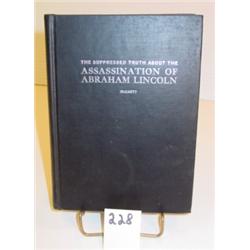 THE SUPPRESSED TRUTH ABOUT THE
ASSASSINATION OF
ABRAHAM LINCOLN
McCARTY
228